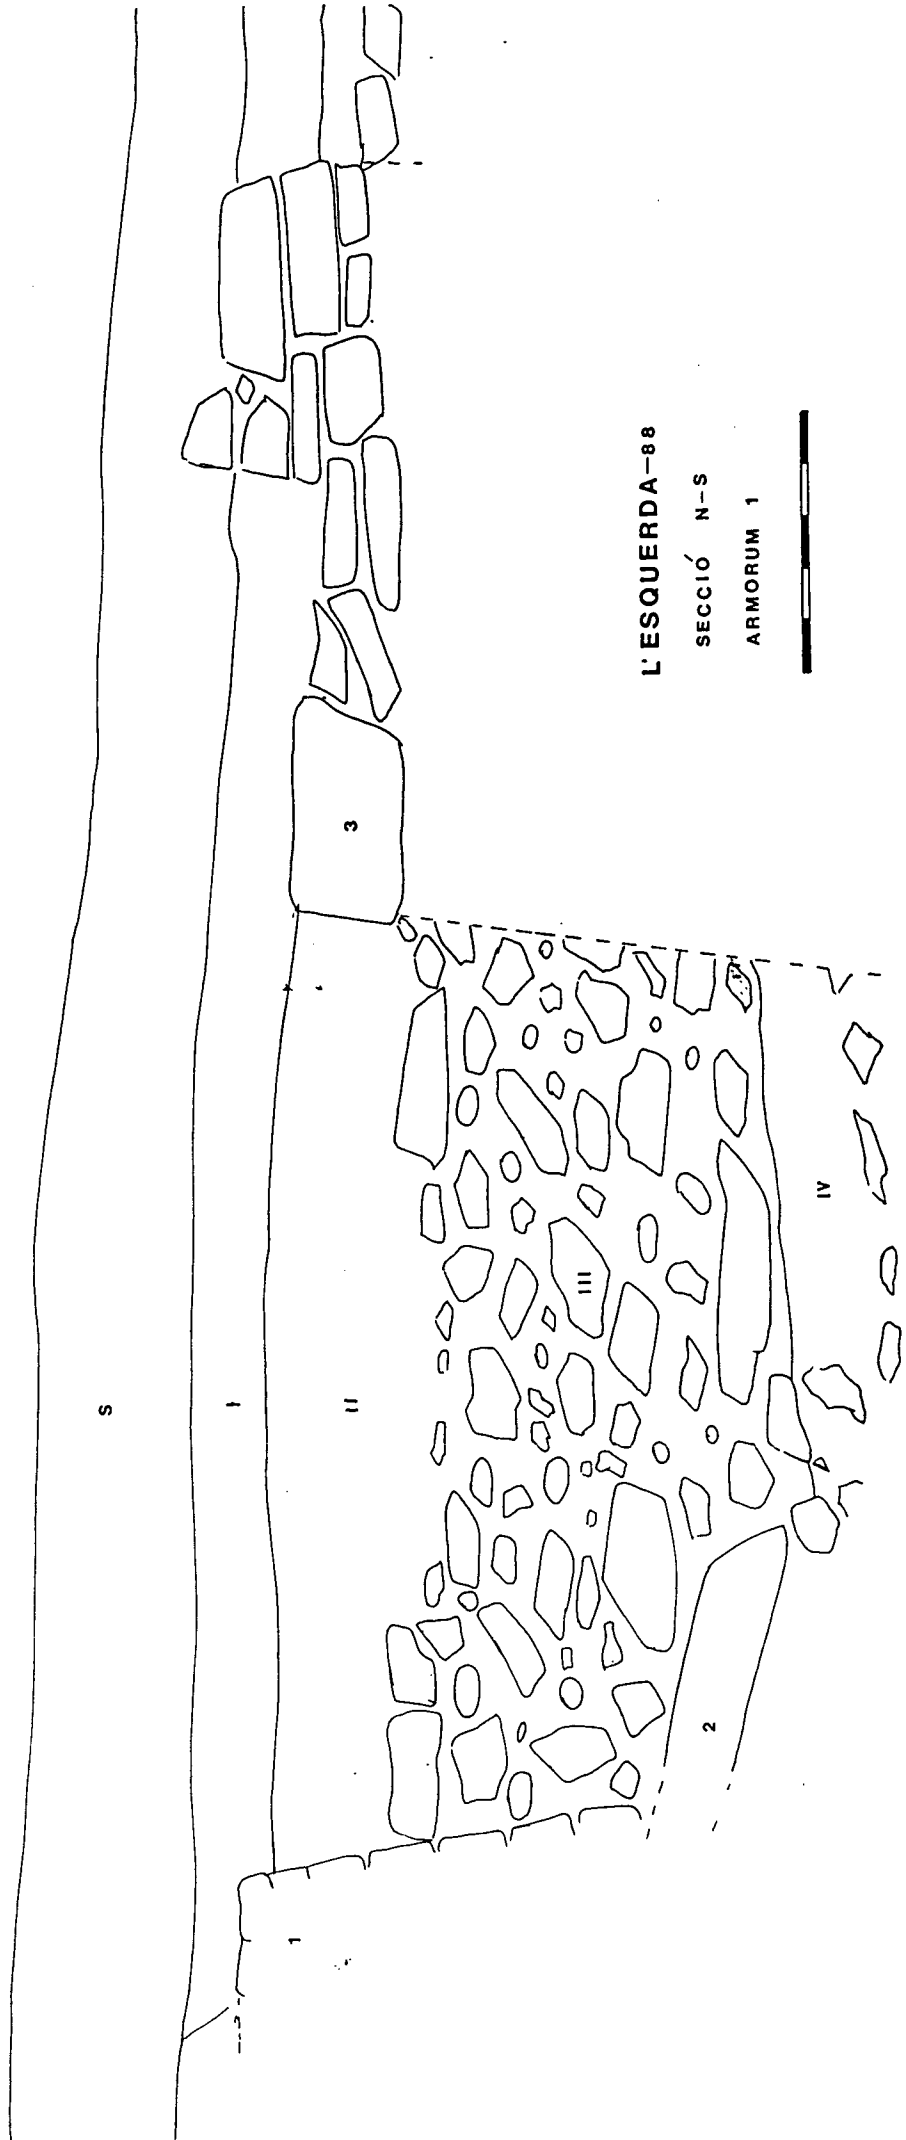 S
I
II
III
IV
1
2
3
L'ESQUERDA-88
SECCIÓ N-S
ARMORUM 1